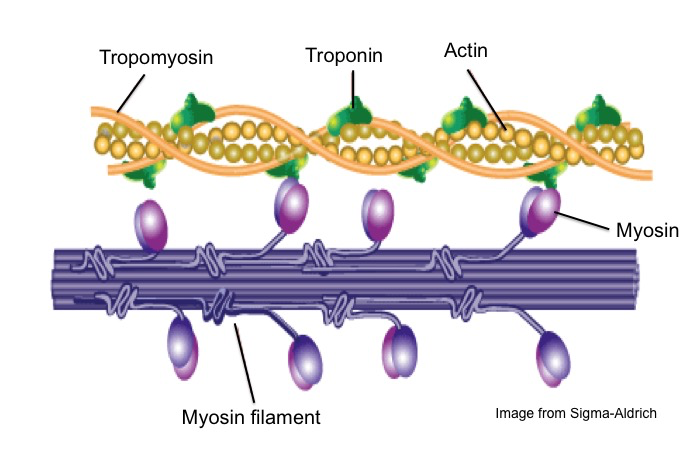 Tropomyosin
Troponin
Actin
Myosin
Myosin filament
Image from Sigma-Aldrich